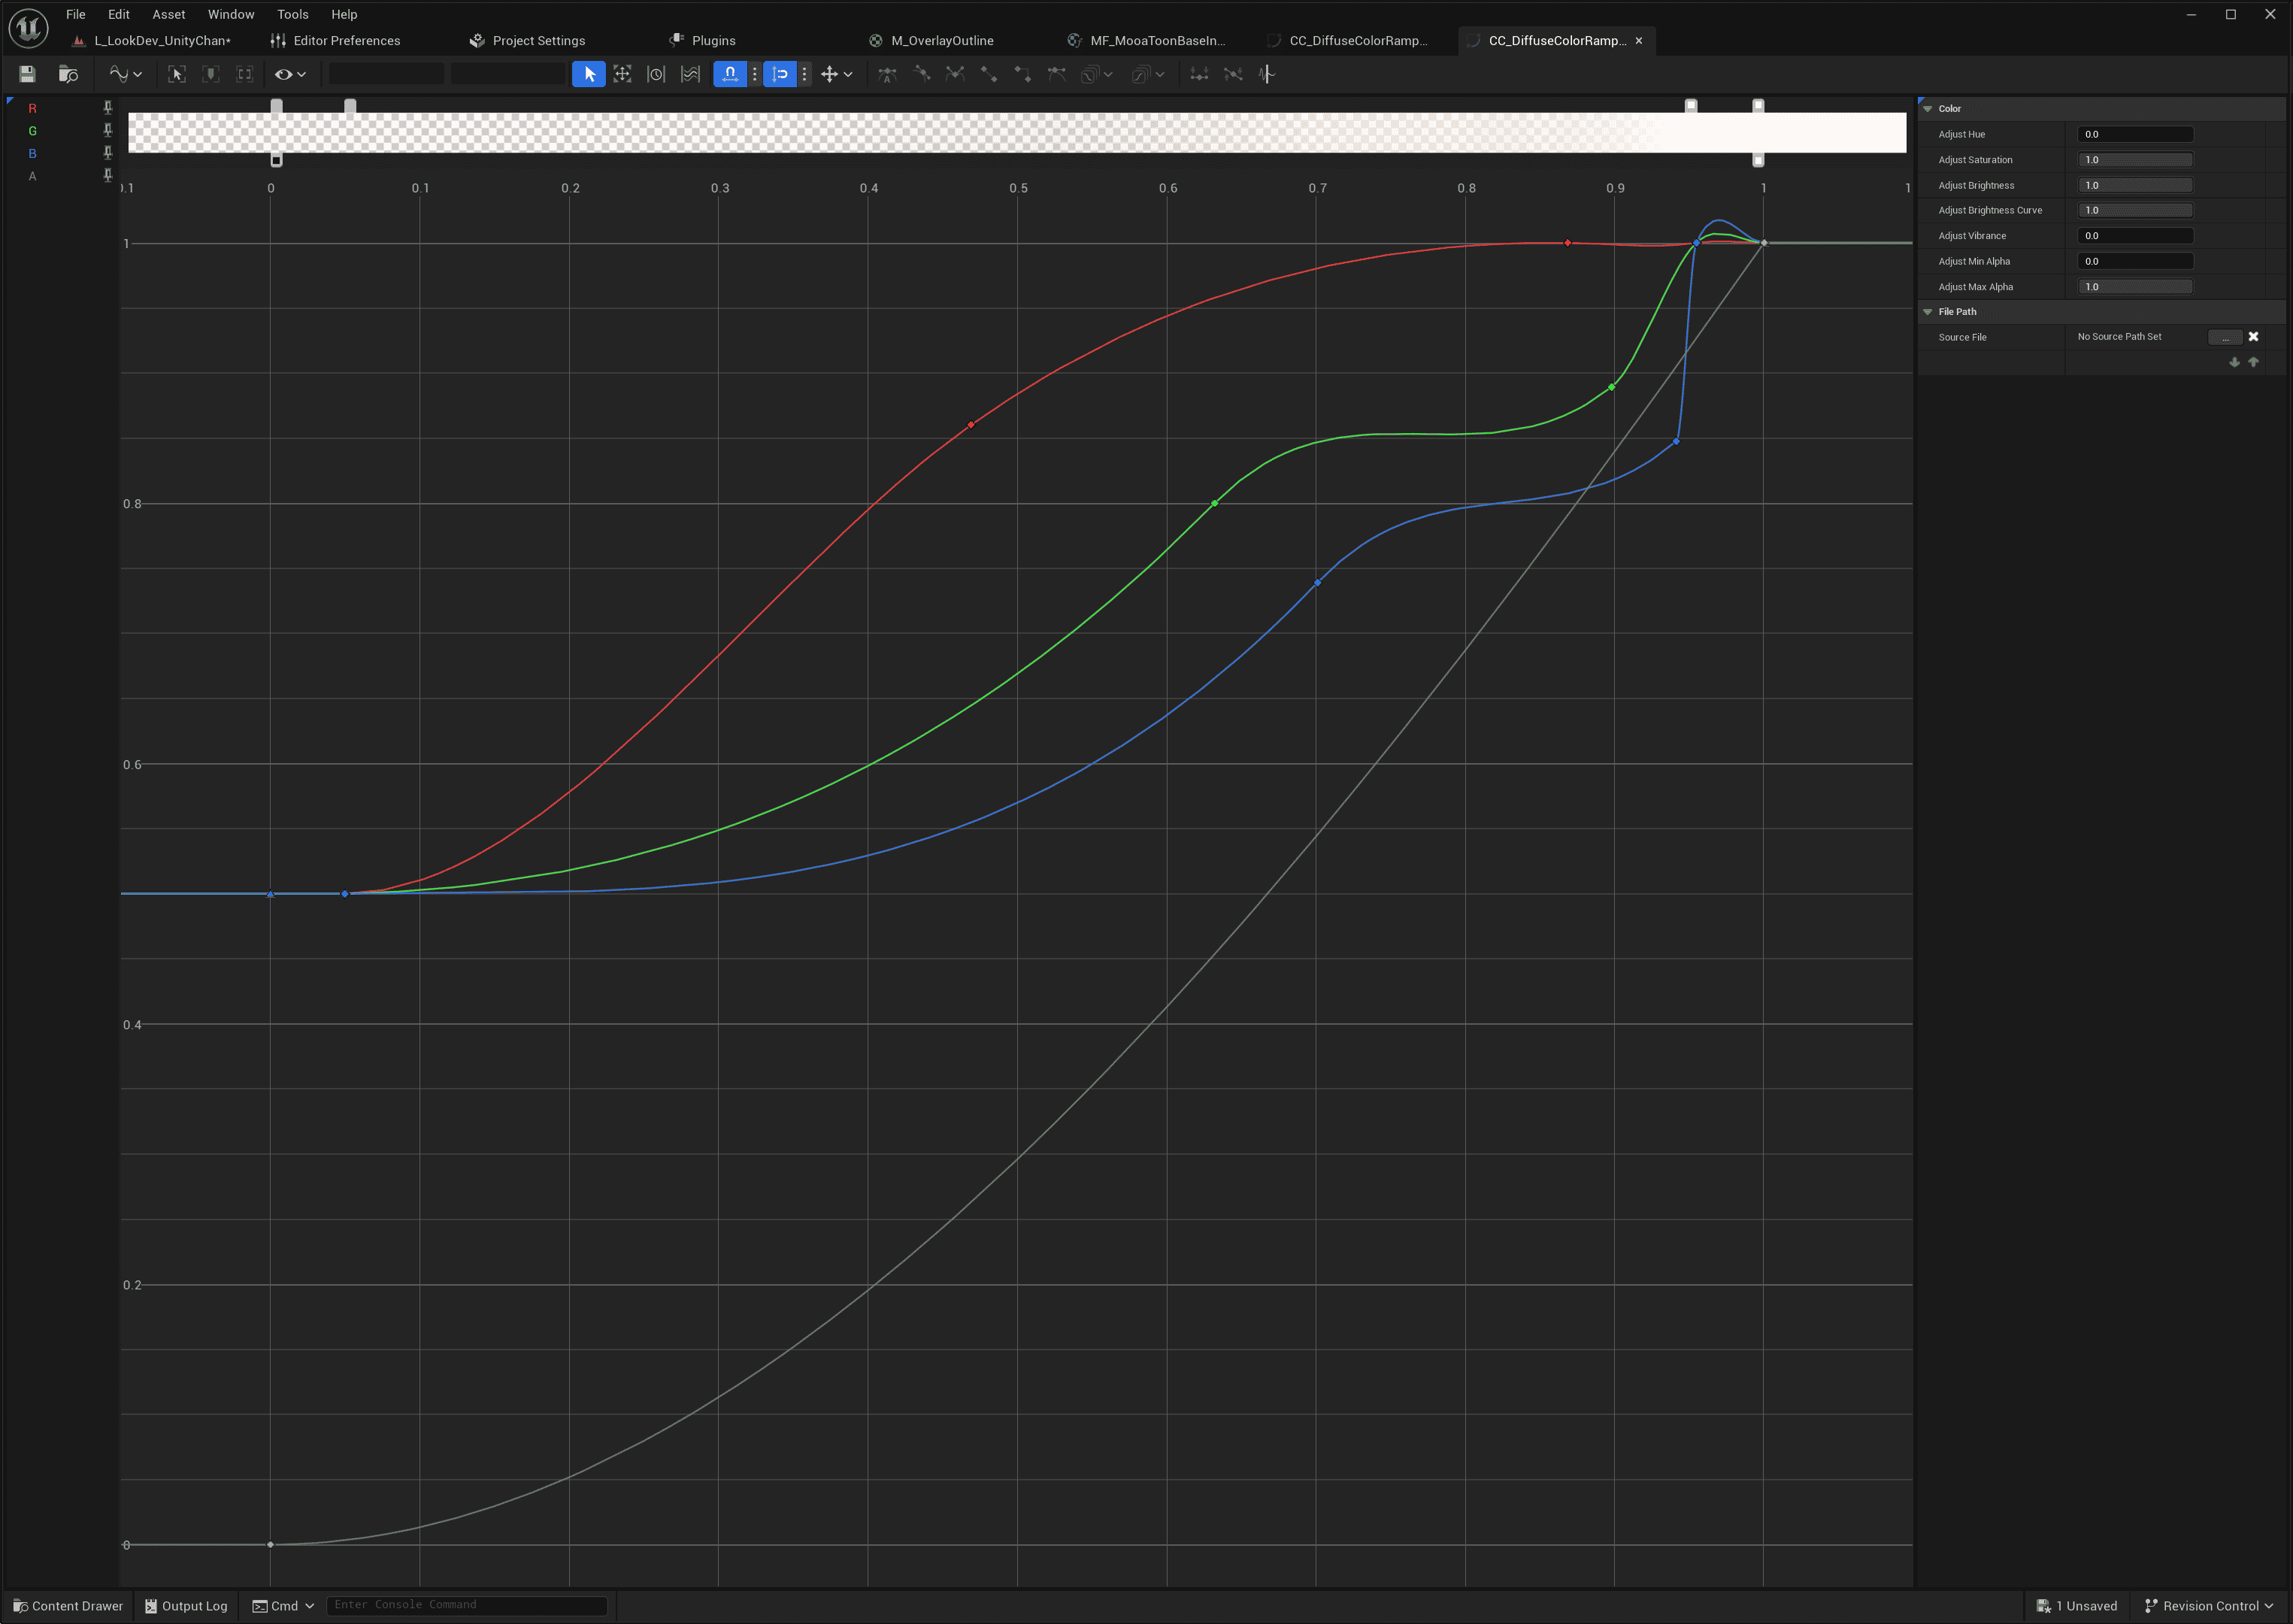 File Edit Asset Window Tools Help
L_LookDev_UnityChan* Editor Preferences Project Settings Plugins M_OverlayOutline MF_MooaToonBaseIn... CC_DiffuseColorRamp... CC_DiffuseColorRamp...
R
G
B
A
0.1 0 0.1 0.2 0.3 0.4 0.5 0.6 0.7 0.8 0.9 1 1
1
0.8
0.6
0.4
0.2
0
Color
Adjust Hue 0.0
Adjust Saturation 1.0
Adjust Brightness 1.0
Adjust Brightness Curve 1.0
Adjust Vibrance 0.0
Adjust Min Alpha 0.0
Adjust Max Alpha 1.0
File Path
Source File No Source Path Set ...
Content Drawer Output Log Cmd Enter Console Command 1 Unsaved Revision Control